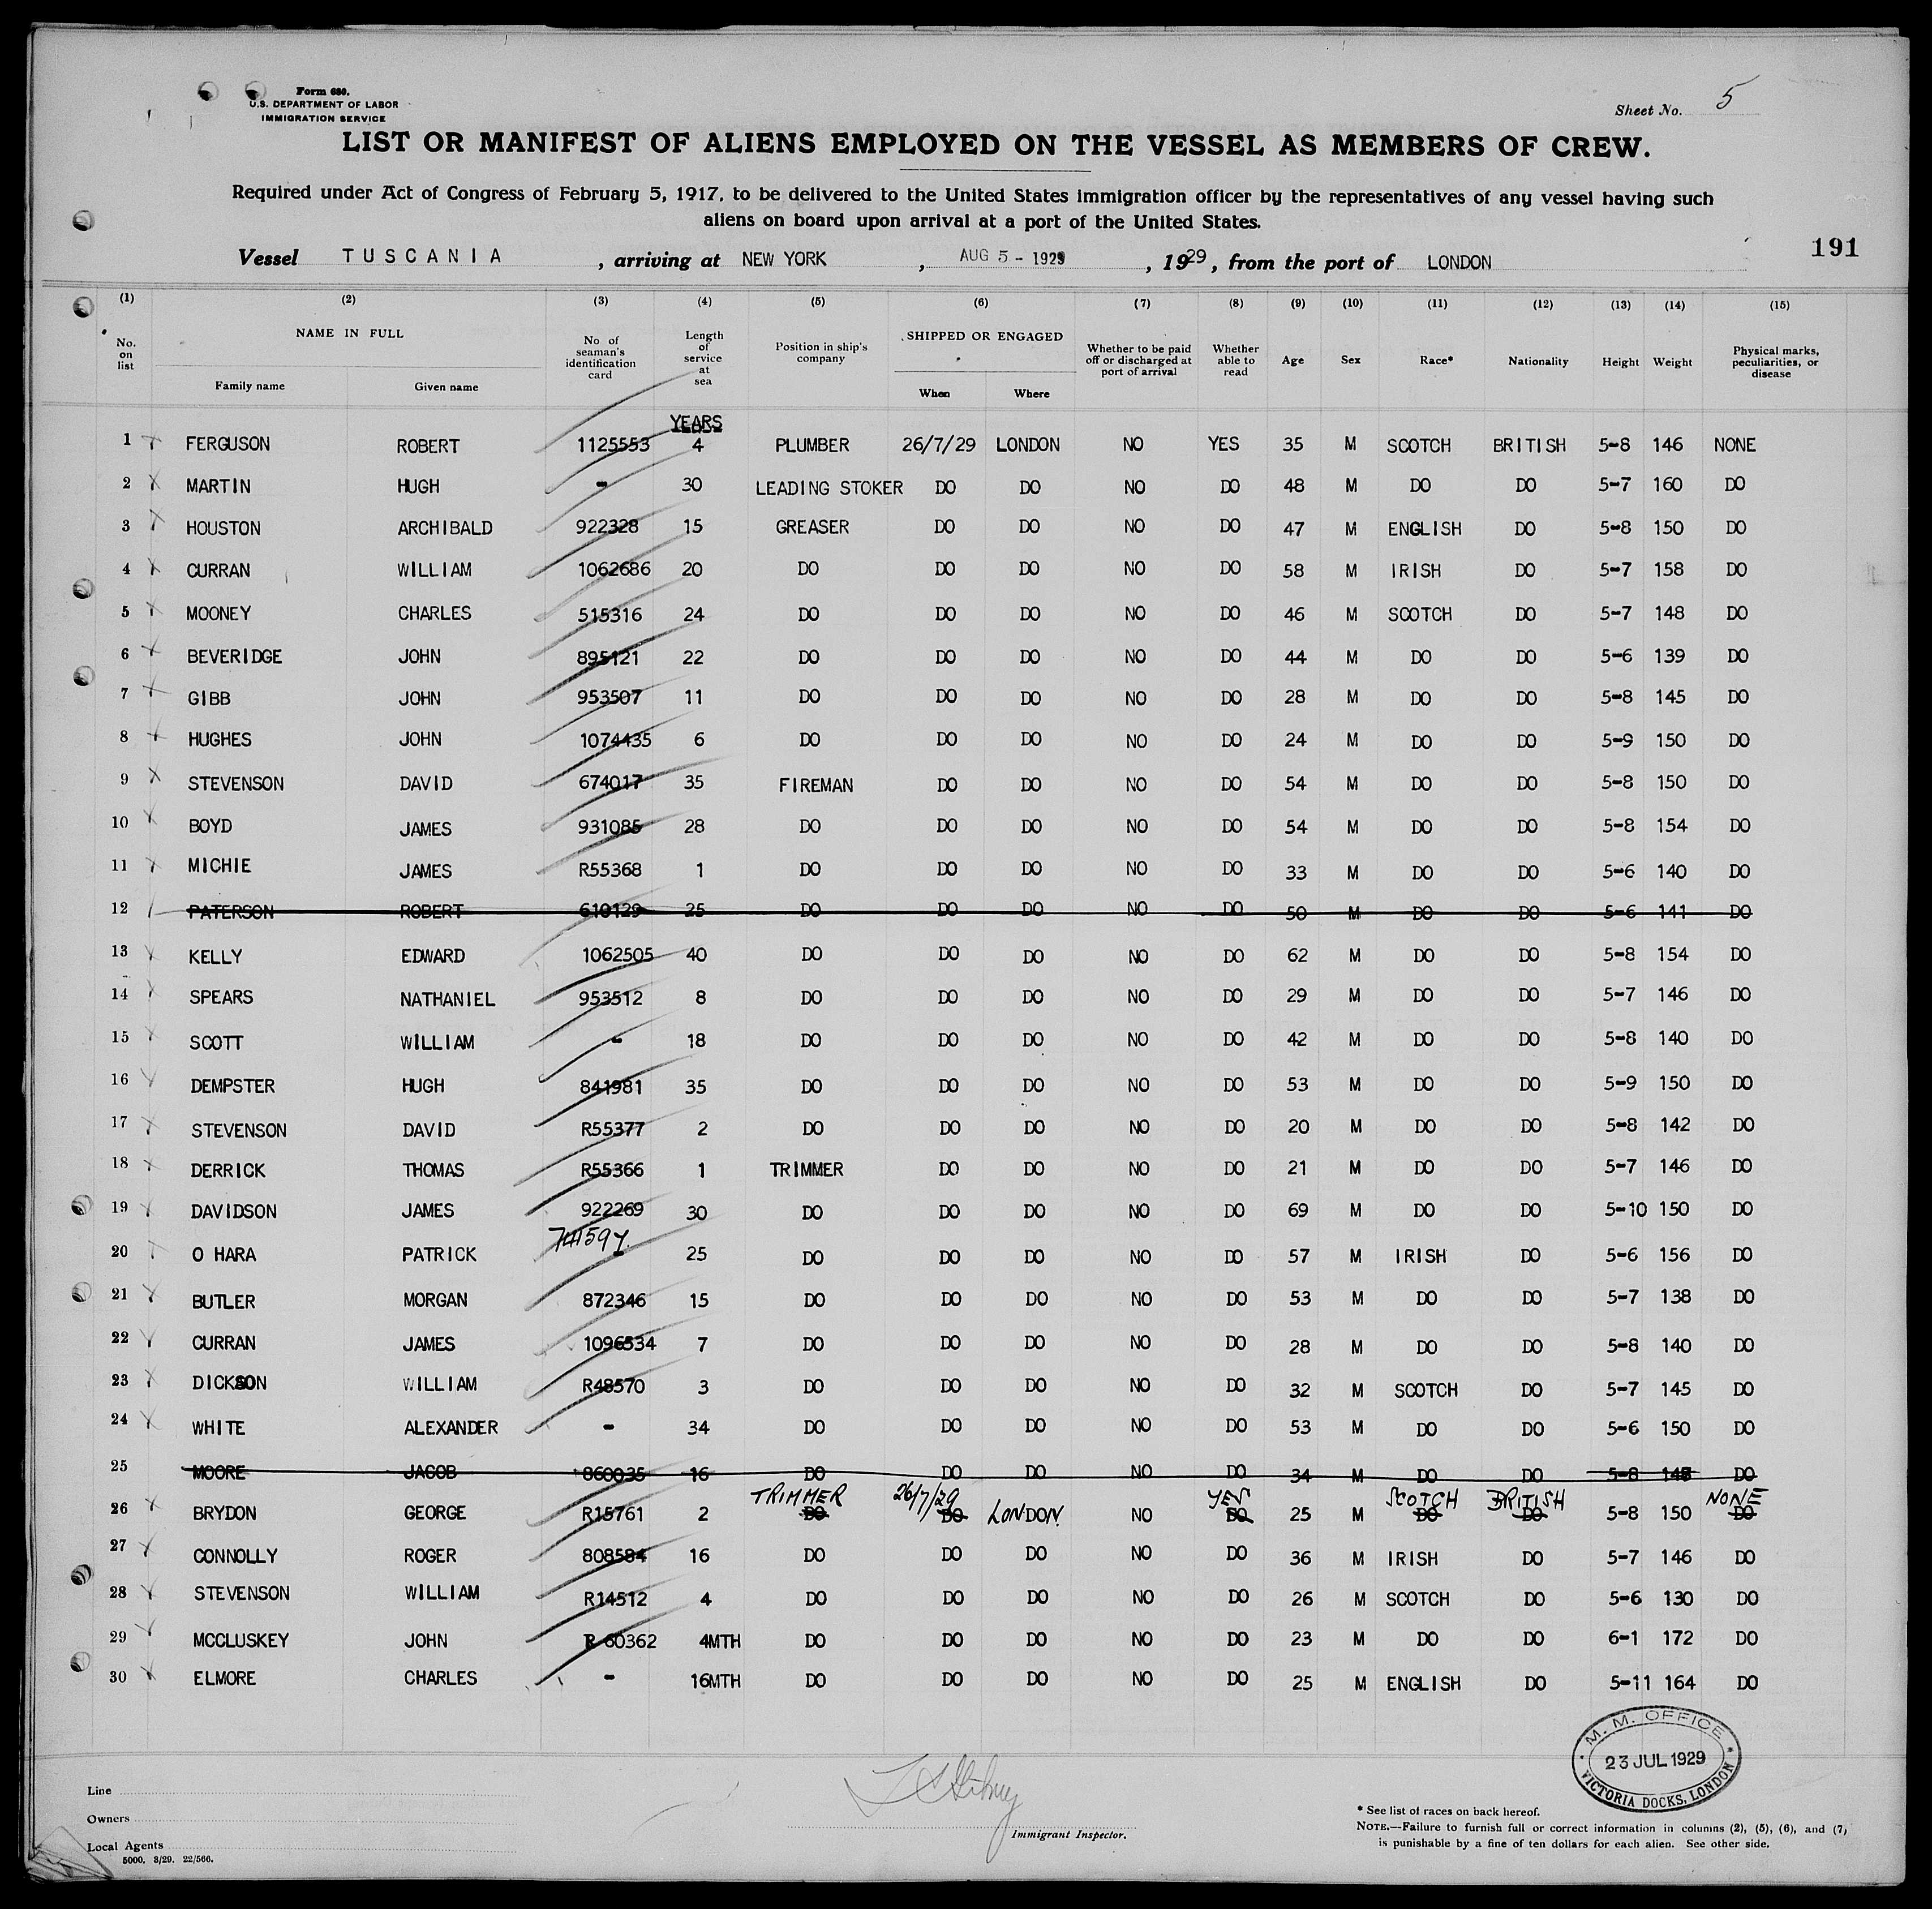 Form 680.
U.S. DEPARTMENT OF LABOR
IMMIGRATION SERVICE
Sheet No. 5
LIST OR MANIFEST OF ALIENS EMPLOYED ON THE VESSEL AS MEMBERS OF CREW.
Required under Act of Congress of February 5, 1917, to be delivered to the United States immigration officer by the representatives of any vessel having such
aliens on board upon arrival at a port of the United States.
191
Vessel TUSCANIA, arriving at NEW YORK, AUG 5 - 1929, 1929, from the port of LONDON
(1) (2) (3) (4) (5) (6) (7) (8) (9) (10) (11) (12) (13) (14) (15)
No. on list NAME IN FULL Family name Given name No of seaman's identification card Length of service at sea Position in ship's company SHIPPED OR ENGAGED When Where Whether to be paid off or discharged at port of arrival Whether able to read Age Sex Race* Nationality Height Weight Physical marks, peculiarities, or disease
YEARS
1 FERGUSON ROBERT 1125553 4 PLUMBER 26/7/29 LONDON NO YES 35 M SCOTCH BRITISH 5-8 146 NONE
2 MARTIN HUGH - 30 LEADING STOKER DO DO NO DO 48 M DO DO 5-7 160 DO
3 HOUSTON ARCHIBALD 922328 15 GREASER DO DO NO DO 47 M ENGLISH DO 5-8 150 DO
4 CURRAN WILLIAM 1062686 20 DO DO DO NO DO 58 M IRISH DO 5-7 158 DO
5 MOONEY CHARLES 515316 24 DO DO DO NO DO 46 M SCOTCH DO 5-7 148 DO
6 BEVERIDGE JOHN 895121 22 DO DO DO NO DO 44 M DO DO 5-6 139 DO
7 GIBB JOHN 953507 11 DO DO DO NO DO 28 M DO DO 5-8 145 DO
8 HUGHES JOHN 1074435 6 DO DO DO NO DO 24 M DO DO 5-9 150 DO
9 STEVENSON DAVID 674017 35 FIREMAN DO DO NO DO 54 M DO DO 5-8 150 DO
10 BOYD JAMES 931085 28 DO DO DO NO DO 54 M DO DO 5-8 154 DO
11 MICHIE JAMES R55368 1 DO DO DO NO DO 33 M DO DO 5-6 140 DO
12 PATERSON ROBERT 610129 25 DO DO DO NO DO 50 M DO DO 5-6 141 DO
13 KELLY EDWARD 1062505 40 DO DO DO NO DO 62 M DO DO 5-8 154 DO
14 SPEARS NATHANIEL 953512 8 DO DO DO NO DO 29 M DO DO 5-7 146 DO
15 SCOTT WILLIAM - 18 DO DO DO NO DO 42 M DO DO 5-8 140 DO
16 DEMPSTER HUGH 841981 35 DO DO DO NO DO 53 M DO DO 5-9 150 DO
17 STEVENSON DAVID R55377 2 DO DO DO NO DO 20 M DO DO 5-8 142 DO
18 DERRICK THOMAS R55366 1 TRIMMER DO DO NO DO 21 M DO DO 5-7 146 DO
19 DAVIDSON JAMES 922269 30 DO DO DO NO DO 69 M DO DO 5-10 150 DO
20 O HARA PATRICK 25 DO DO DO NO DO 57 M IRISH DO 5-6 156 DO
21 BUTLER MORGAN 872346 15 DO DO DO NO DO 53 M DO DO 5-7 138 DO
22 CURRAN JAMES 1096534 7 DO DO DO NO DO 28 M DO DO 5-8 140 DO
23 DICKSON WILLIAM R48570 3 DO DO DO NO DO 32 M SCOTCH DO 5-7 145 DO
24 WHITE ALEXANDER - 34 DO DO DO NO DO 53 M DO DO 5-6 150 DO
25 MOORE JACOB 860035 16 DO DO DO NO DO 34 M DO DO 5-8 DO
TRIMMER 26/7/29 YES SCOTCH BRITISH NONE
26 BRYDON GEORGE R15761 2 DO DO LONDON. NO DO 25 M DO DO 5-8 150 DO
27 CONNOLLY ROGER 808584 16 DO DO DO NO DO 36 M IRISH DO 5-7 146 DO
28 STEVENSON WILLIAM R14512 4 DO DO DO NO DO 26 M SCOTCH DO 5-6 130 DO
29 MCCLUSKEY JOHN R 60362 4MTH DO DO DO NO DO 23 M DO DO 6-1 172 DO
30 ELMORE CHARLES - 16MTH DO DO DO NO DO 25 M ENGLISH DO 5-11 164 DO
M. M. OFFICE
23 JUL 1929
VICTORIA DOCKS, LONDON
Line
Owners
Local Agents
5000. 3/29. 22/566.
Immigrant Inspector.
* See list of races on back hereof.
NOTE.—Failure to furnish full or correct information in columns (2), (5), (6), and (7)
is punishable by a fine of ten dollars for each alien. See other side.